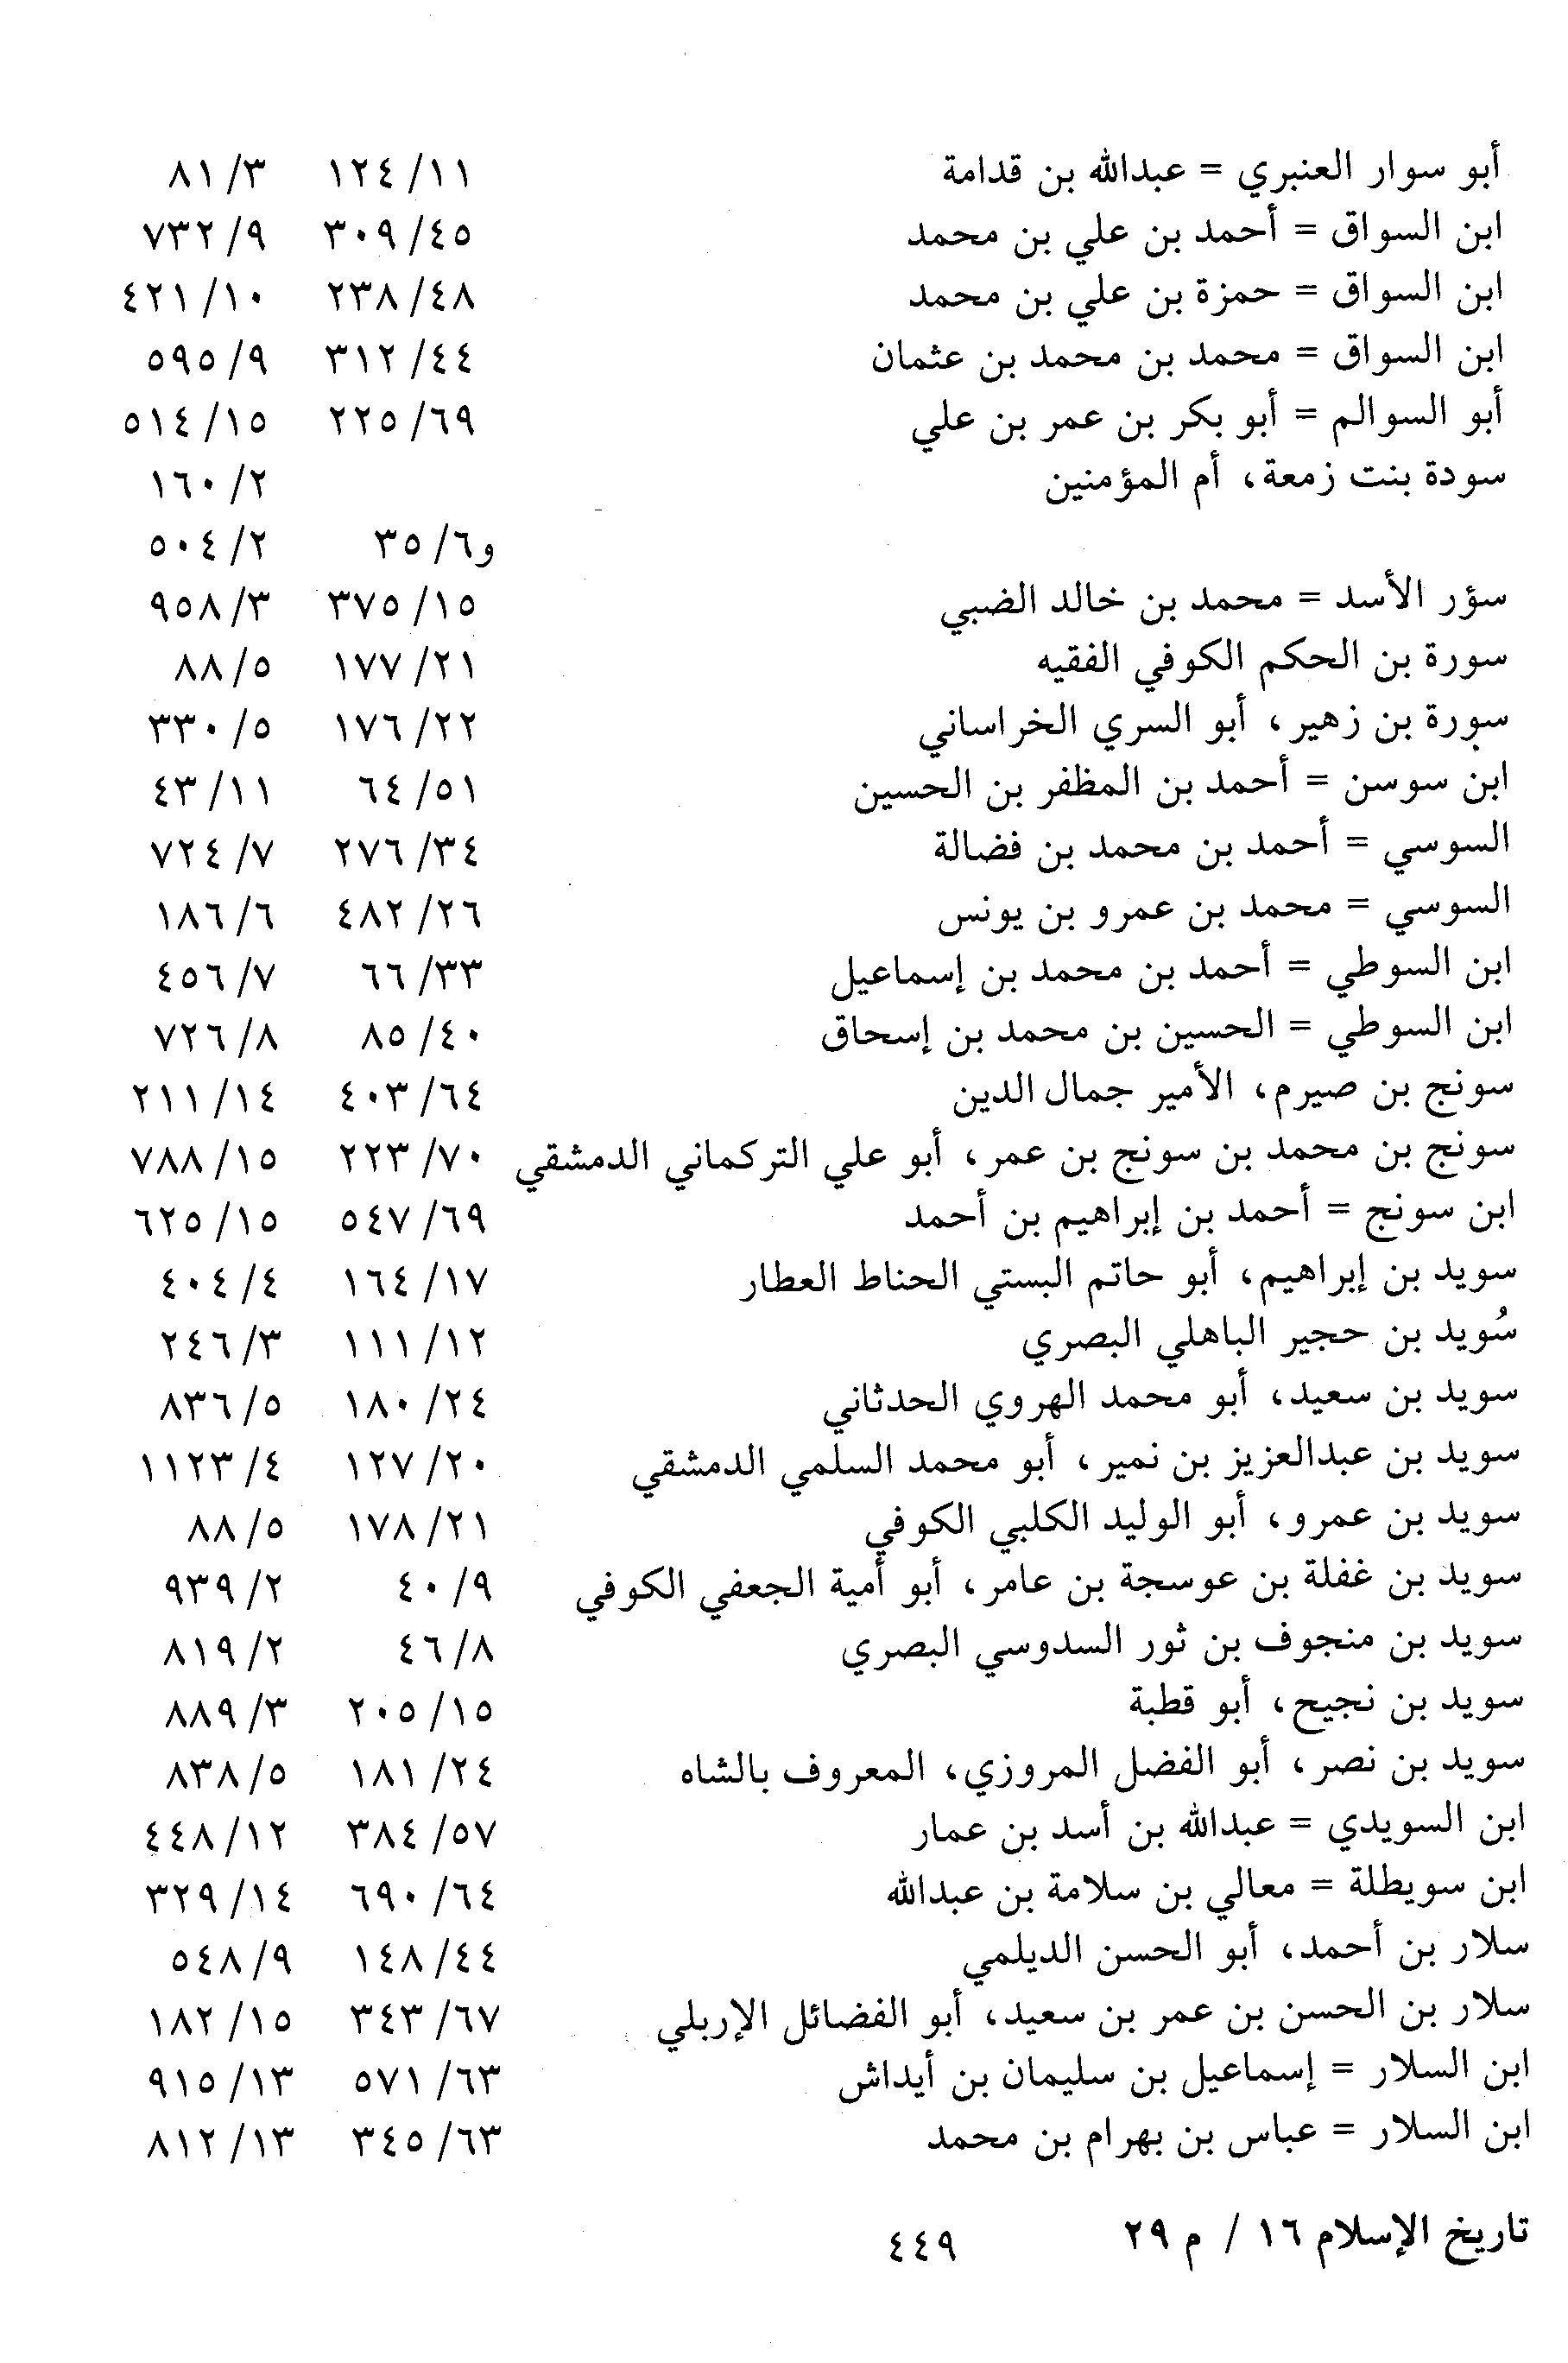 أبو سوار العنبري = عبدالله بن قدامة ١١/ ١٢٤ ٣/ ٨١
ابن السواق = أحمد بن علي بن محمد ٤٥/ ٣٠٩ ٩/ ٧٣٢
ابن السواق = حمزة بن علي بن محمد ٤٨/ ٢٣٨ ١٠/ ٤٢١
ابن السواق = محمد بن محمد بن عثمان ٤٤/ ٣١٢ ٩/ ٥٩٥
أبو السوالم = أبو بكر بن عمر بن علي ٦٩/ ٢٢٥ ١٥/ ٥١٤
سودة بنت زمعة، أم المؤمنين ٢/ ١٦٠
و٦/ ٣٥ ٢/ ٥٠٤
سؤر الأسد = محمد بن خالد الضبي ١٥/ ٣٧٥ ٣/ ٩٥٨
سورة بن الحكم الكوفي الفقيه ٢١/ ١٧٧ ٥/ ٨٨
سورة بن زهير، أبو السري الخراساني ٢٢/ ١٧٦ ٥/ ٣٣٠
ابن سوسن = أحمد بن المظفر بن الحسين ٥١/ ٦٤ ١١/ ٤٣
السوسي = أحمد بن محمد بن فضالة ٣٤/ ٢٧٦ ٧/ ٧٢٤
السوسي = محمد بن عمرو بن يونس ٢٦/ ٤٨٢ ٦/ ١٨٦
ابن السوطي = أحمد بن محمد بن إسماعيل ٣٣/ ٦٦ ٧/ ٤٥٦
ابن السوطي = الحسين بن محمد بن إسحاق ٤٠/ ٨٥ ٨/ ٧٢٦
سونج بن صيرم، الأمير جمال الدين ٦٤/ ٤٠٣ ١٤/ ٢١١
سونج بن محمد بن سونج بن عمر، أبو علي التركماني الدمشقي ٧٠/ ٢٢٣ ١٥/ ٧٨٨
ابن سونج = أحمد بن إبراهيم بن أحمد ٦٩/ ٥٤٧ ١٥/ ٦٢٥
سويد بن إبراهيم، أبو حاتم البستي الحناط العطار ١٧/ ١٦٤ ٤/ ٤٠٤
سُويد بن حجير الباهلي البصري ١٢/ ١١١ ٣/ ٢٤٦
سويد بن سعيد، أبو محمد الهروي الحدثاني ٢٤/ ١٨٠ ٥/ ٨٣٦
سويد بن عبدالعزيز بن نمير، أبو محمد السلمي الدمشقي ٢٠/ ١٢٧ ٤/ ١١٢٣
سويد بن عمرو، أبو الوليد الكلبي الكوفي ٢١/ ١٧٨ ٥/ ٨٨
سويد بن غفلة بن عوسجة بن عامر، أبو أمية الجعفي الكوفي ٩/ ٤٠ ٢/ ٩٣٩
سويد بن منجوف بن ثور السدوسي البصري ٨/ ٤٦ ٢/ ٨١٩
سويد بن نجيح، أبو قطبة ١٥/ ٢٠٥ ٣/ ٨٨٩
سويد بن نصر، أبو الفضل المروزي، المعروف بالشاه ٢٤/ ١٨١ ٥/ ٨٣٨
ابن السويدي = عبدالله بن أسد بن عمار ٥٧/ ٣٨٤ ١٢/ ٤٤٨
ابن سويطلة = معالي بن سلامة بن عبدالله ٦٤/ ٦٩٠ ١٤/ ٣٢٩
سلار بن أحمد، أبو الحسن الديلمي ٤٤/ ١٤٨ ٩/ ٥٤٨
سلار بن الحسن بن عمر بن سعيد، أبو الفضائل الإربلي ٦٧/ ٣٤٣ ١٥/ ١٨٢
ابن السلار = إسماعيل بن سليمان بن أيداش ٦٣/ ٥٧١ ١٣/ ٩١٥
ابن السلار = عباس بن بهرام بن محمد ٦٣/ ٣٤٥ ١٣/ ٨١٢
تاريخ الإسلام ١٦ / م ٢٩ ٤٤٩